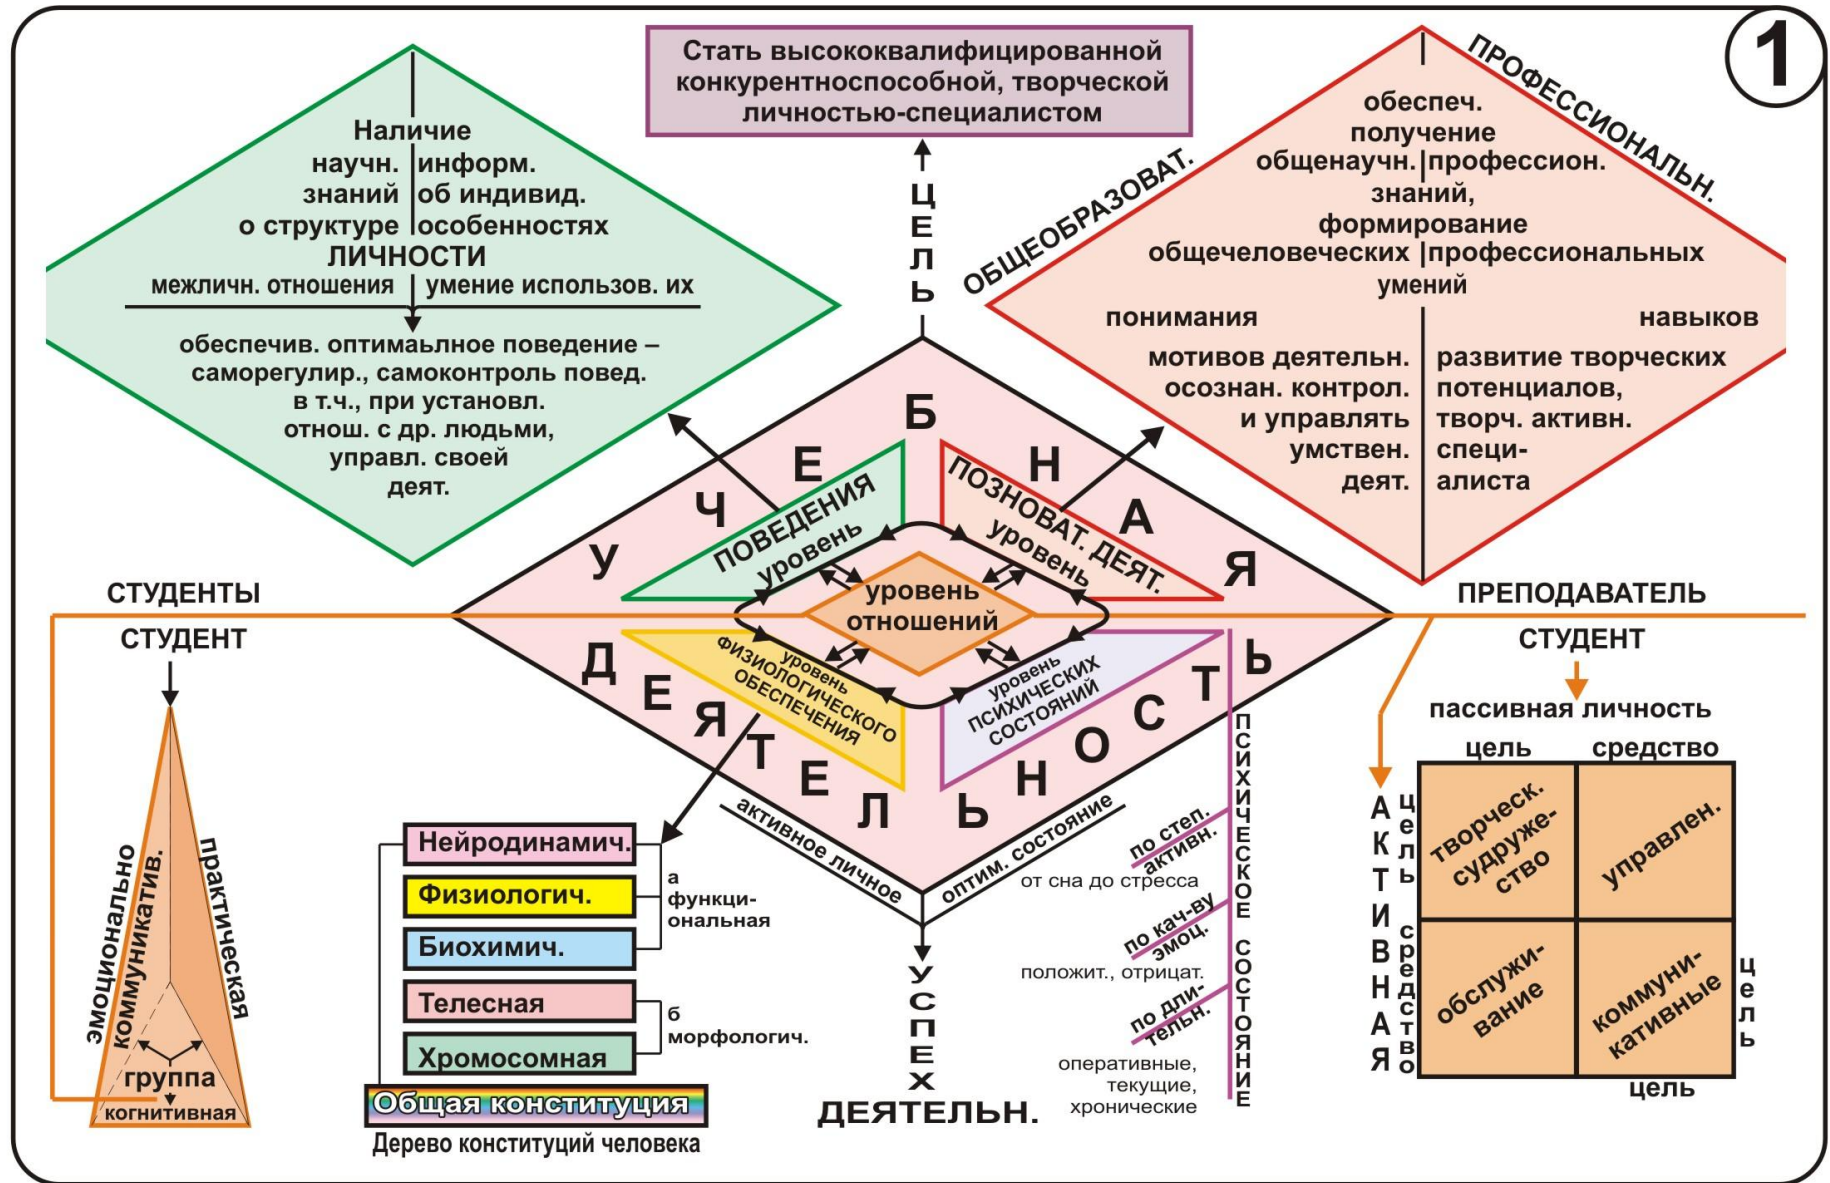 1
Стать высококвалифицированной
конкурентноспособной, творческой
личностью-специалистом
ЦЕЛЬ
Наличие
научн. информ.
знаний об индивид.
о структуре особенностях
ЛИЧНОСТИ
межличн. отношения умение использов. их
обеспечив. оптимаьлное поведение –
саморегулир., самоконтроль повед.
в т.ч., при установл.
отнош. с др. людьми,
управл. своей
деят.
ОБЩЕОБРАЗОВАТ.
ПРОФЕССИОНАЛЬН.
обеспеч.
получение
общенаучн. профессион.
знаний,
формирование
общечеловеческих профессиональных
умений
понимания навыков
мотивов деятельн. развитие творческих
осознан. контрол. потенциалов,
и управлять творч. активн.
умствен. специ-
деят. алиста
УЧЕБНАЯ
ДЕЯТЕЛЬНОСТЬ
ПОВЕДЕНИЯ
уровень
ПОЗНОВАТ. ДЕЯТ.
уровень
уровень
отношений
уровень
ФИЗИОЛОГИЧЕСКОГО
ОБЕСПЕЧЕНИЯ
уровень
ПСИХИЧЕСКИХ
СОСТОЯНИЙ
СТУДЕНТЫ
СТУДЕНТ
эмоционально
коммуникатив.
практическая
группа
когнитивная
Нейродинамич.
Физиологич.
Биохимич.
Телесная
Хромосомная
Общая конституция
Дерево конституций человека
а
функци-
ональная
б
морфологич.
активное личное
оптим. состояние
УСПЕХ
ДЕЯТЕЛЬН.
ПСИХИЧЕСКОЕ СОСТОЯНИЕ
по степ.
активн.
от сна до стресса
по кач-ву
эмоц.
положит., отрицат.
по дли-
тельн.
оперативные,
текущие,
хронические
ПРЕПОДАВАТЕЛЬ
СТУДЕНТ
пассивная личность
цель средство
АКТИВНАЯ
цель
средство
творческ.
судруже-
ство
управлен.
обслужи-
вание
коммуни-
кативные
цель
цель